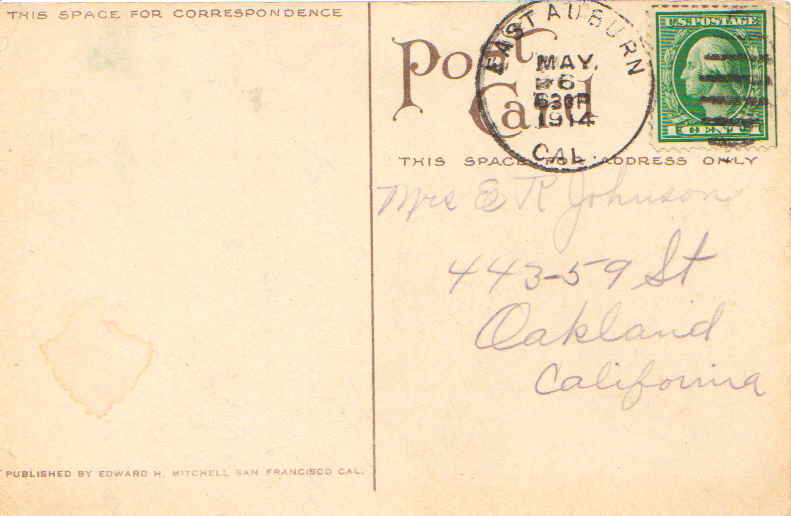 THIS SPACE FOR CORRESPONDENCE
Post
Card
EAST AUBURN
MAY.
6
630P
1914
CAL.
U.S. POSTAGE
1 CENT 1
THIS SPACE FOR ADDRESS ONLY
Mrs E R Johnson
443-59 St
Oakland
California
PUBLISHED BY EDWARD H. MITCHELL SAN FRANCISCO CAL.